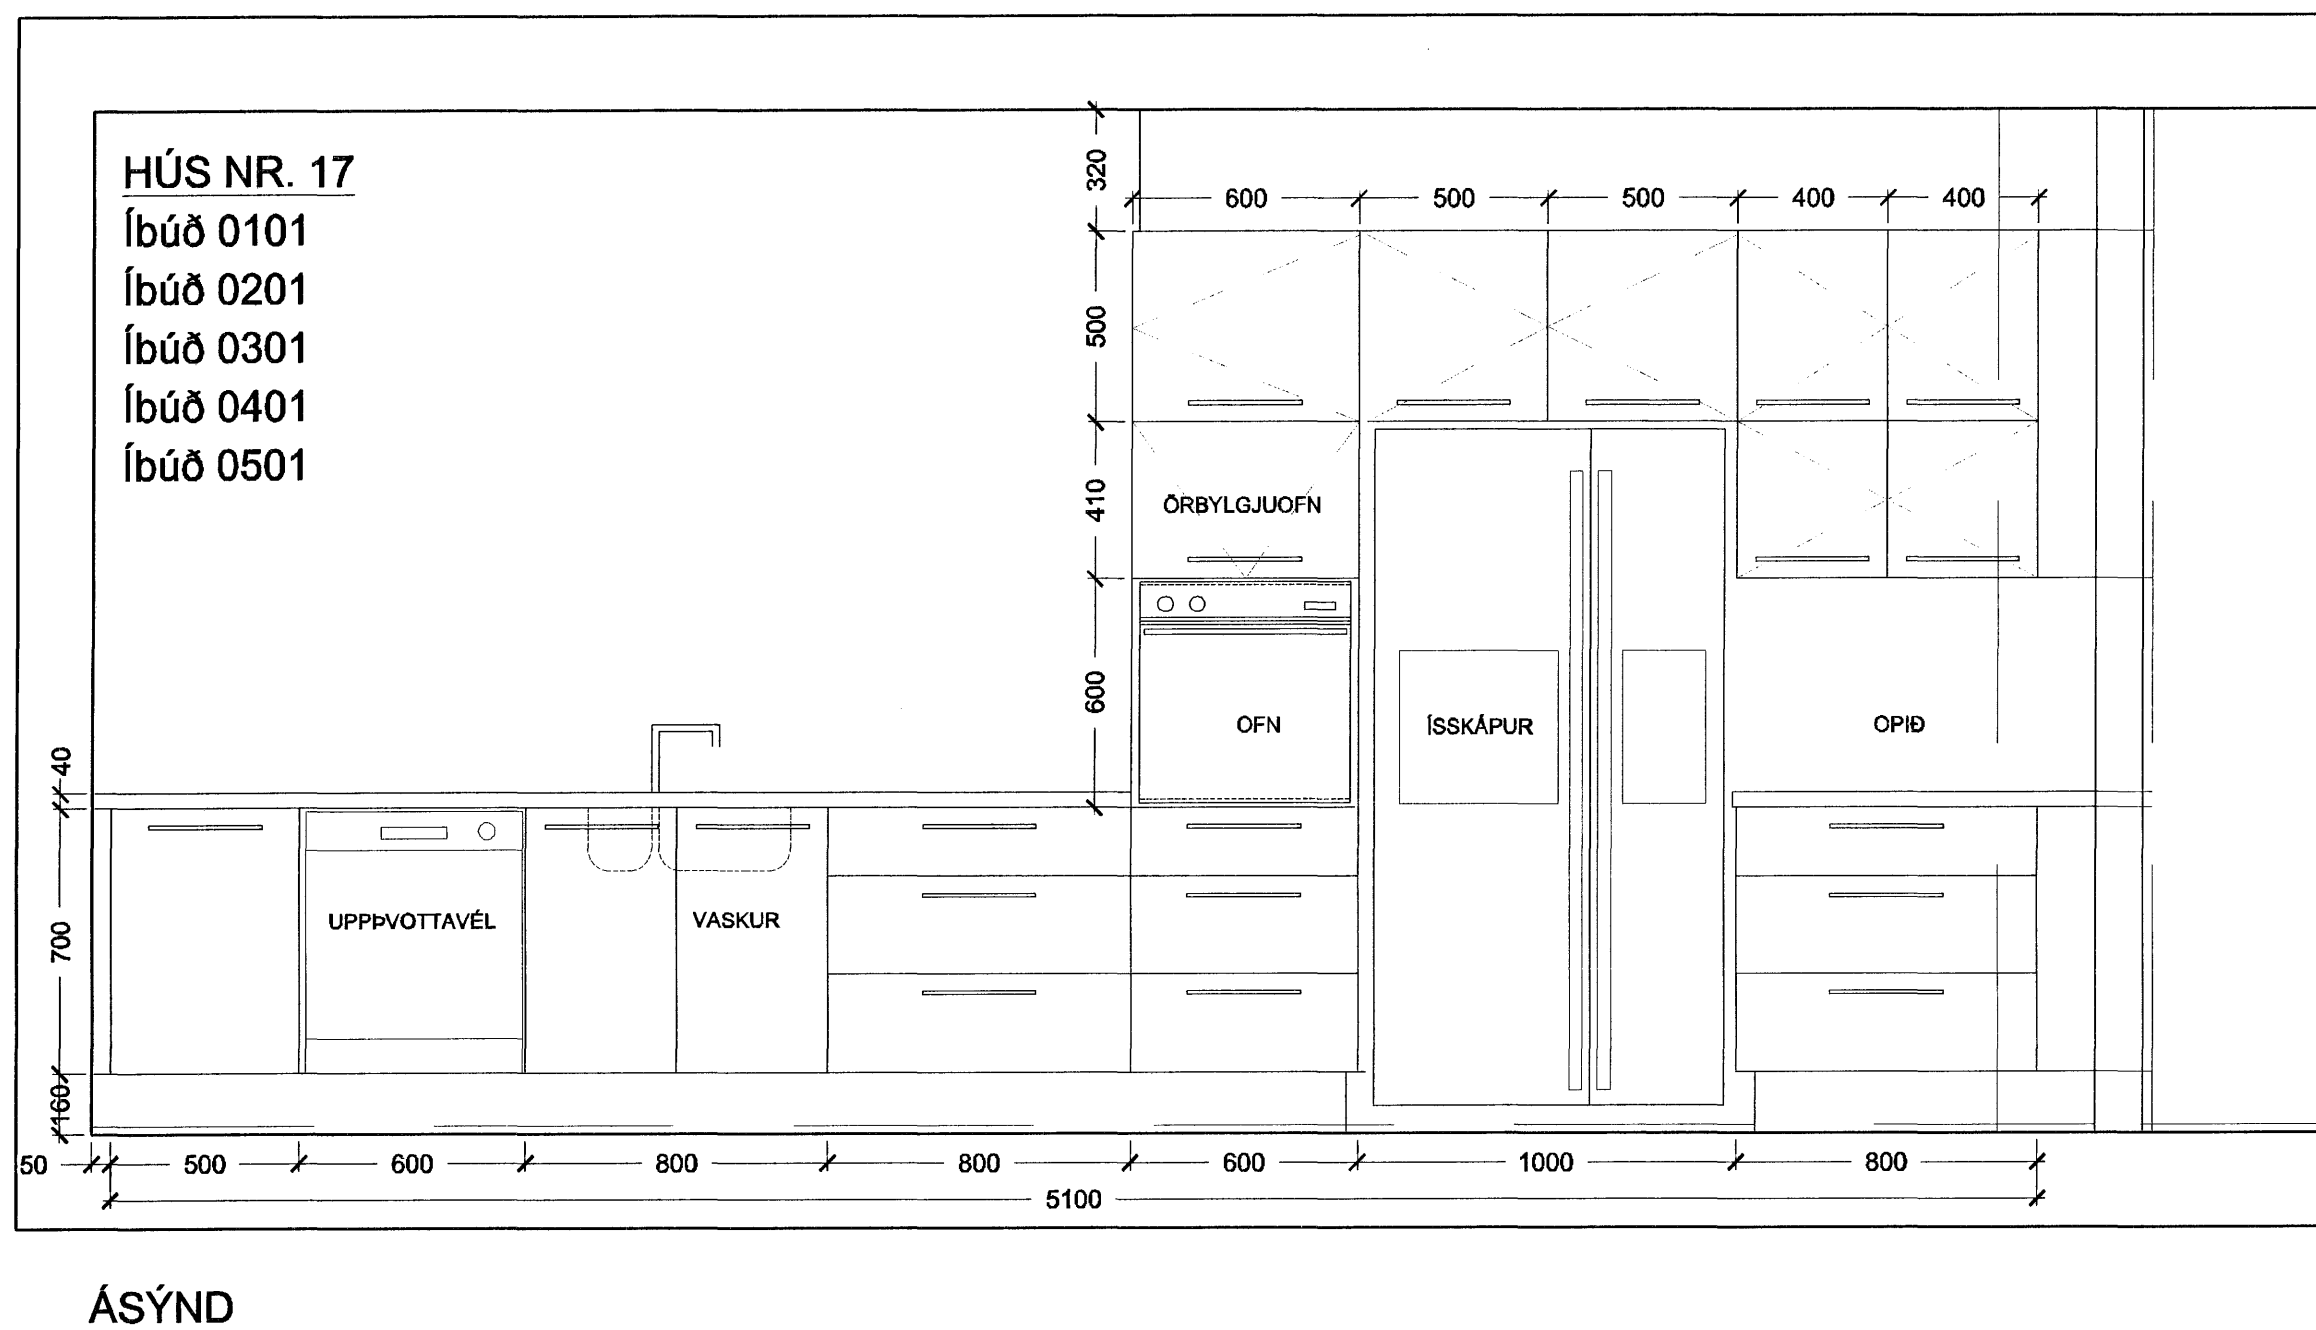 HÚS NR. 17
Íbúð 0101
Íbúð 0201
Íbúð 0301
Íbúð 0401
Íbúð 0501
320
600 500 500 400 400
500
410
ÖRBYLGJUOFN
600
OFN
ÍSSKÁPUR
OPIÐ
40
700
UPPÞVOTTAVÉL
VASKUR
160
50 500 600 800 800 600 1000 800
5100
ÁSÝND